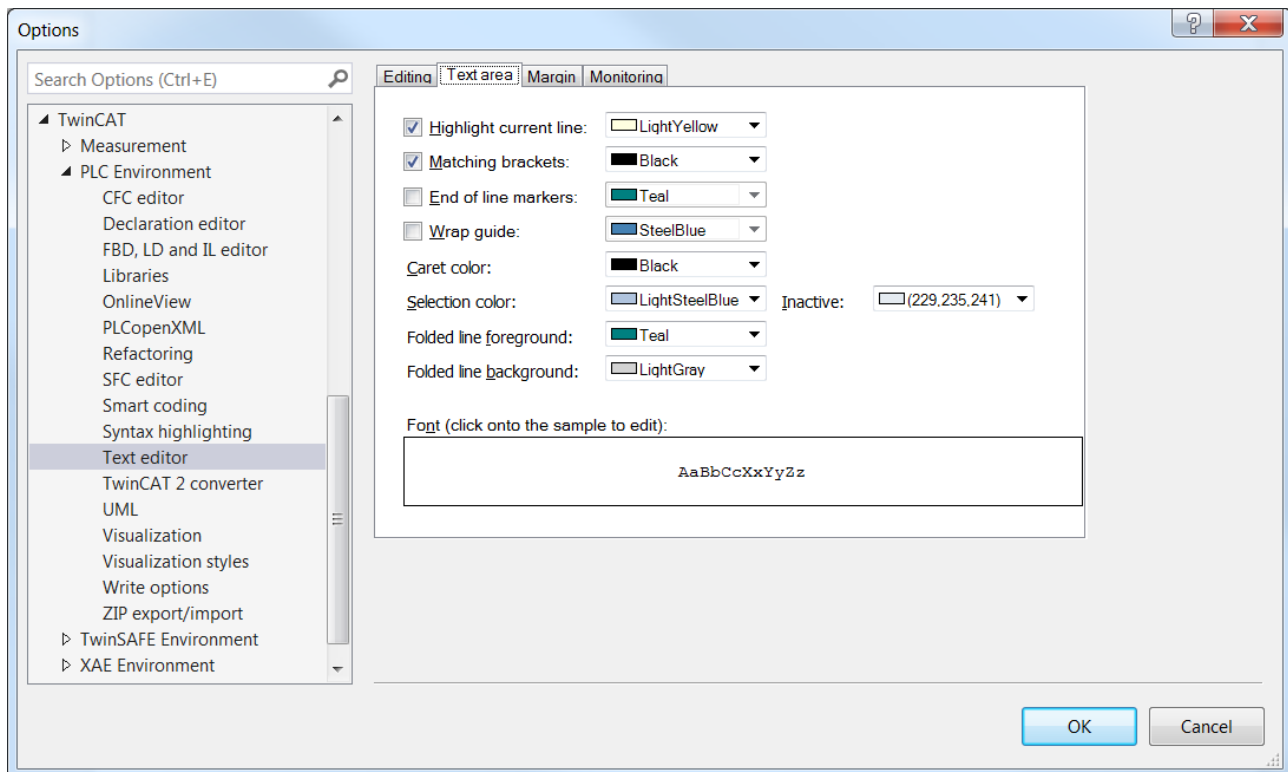 Options
Search Options (Ctrl+E)
TwinCAT
Measurement
PLC Environment
CFC editor
Declaration editor
FBD, LD and IL editor
Libraries
OnlineView
PLCopenXML
Refactoring
SFC editor
Smart coding
Syntax highlighting
Text editor
TwinCAT 2 converter
UML
Visualization
Visualization styles
Write options
ZIP export/import
TwinSAFE Environment
XAE Environment
Editing Text area Margin Monitoring
Highlight current line: LightYellow
Matching brackets: Black
End of line markers: Teal
Wrap guide: SteelBlue
Caret color: Black
Selection color: LightSteelBlue Inactive: (229,235,241)
Folded line foreground: Teal
Folded line background: LightGray
Font (click onto the sample to edit):
AaBbCcXxYyZz
OK Cancel